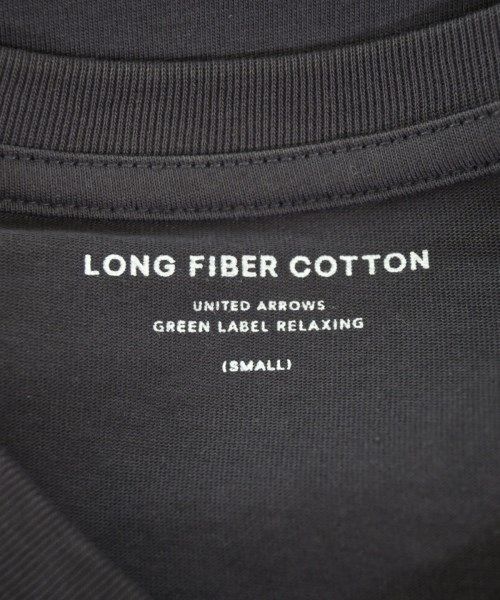 LONG FIBER COTTON
UNITED ARROWS
GREEN LABEL RELAXING
(SMALL)